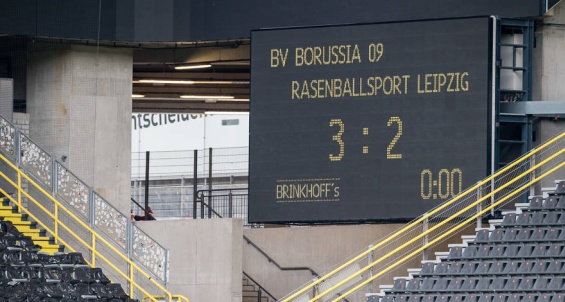 BV BORUSSIA 09
RASENBALLSPORT LEIPZIG
3 : 2
BRINKHOFF's
0:00